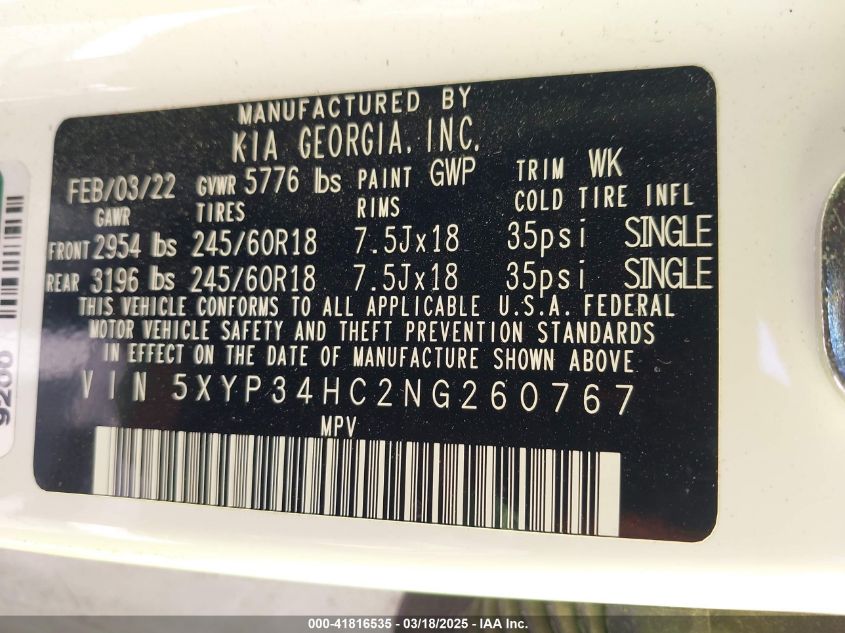 MANUFACTURED BY
KIA GEORGIA, INC.
FEB/03/22 GVWR 5776 lbs PAINT GWP TRIM WK
GAWR TIRES RIMS COLD TIRE INFL
FRONT 2954 lbs 245/60R18 7.5Jx18 35psi SINGLE
REAR 3196 lbs 245/60R18 7.5Jx18 35psi SINGLE
THIS VEHICLE CONFORMS TO ALL APPLICABLE U.S.A. FEDERAL
MOTOR VEHICLE SAFETY AND THEFT PREVENTION STANDARDS
IN EFFECT ON THE DATE OF MANUFACTURE SHOWN ABOVE
VIN 5XYP34HC2NG260767
MPV
9200
000-41816535 / 03/18/2025 - IAA Inc.